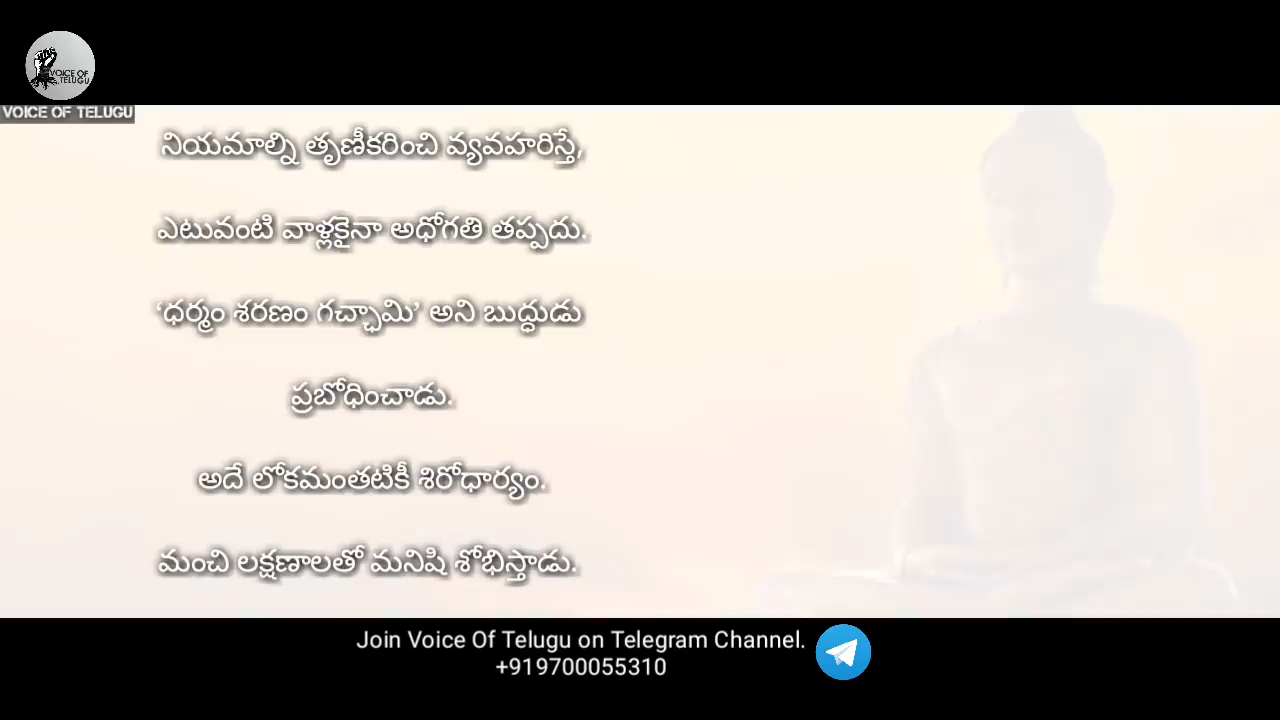 VOICE OF
TELUGU
VOICE OF TELUGU
నియమాల్ని తృణీకరించి వ్యవహరిస్తే,
ఎటువంటి వాళ్లకైనా అధోగతి తప్పదు.
‘ధర్మం శరణం గచ్ఛామి’ అని బుద్ధుడు
ప్రబోధించాడు.
అదే లోకమంతటికీ శిరోధార్యం.
మంచి లక్షణాలతో మనిషి శోభిస్తాడు.
Join Voice Of Telugu on Telegram Channel.
+919700055310